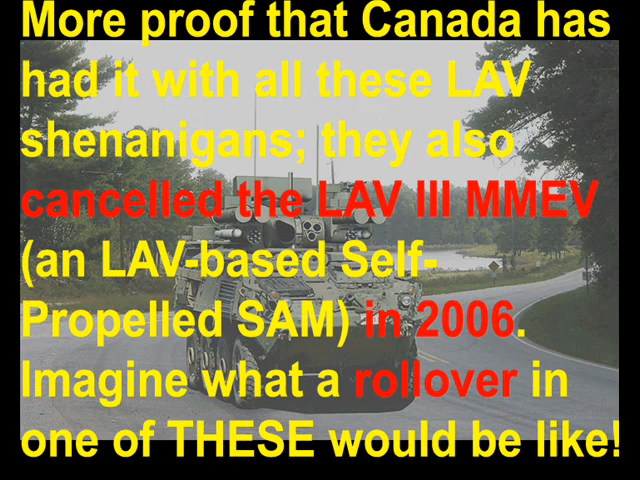 More proof that Canada has
had it with all these LAV
shenanigans; they also
cancelled the LAV III MMEV
(an LAV-based Self-
Propelled SAM) in 2006.
Imagine what a rollover in
one of THESE would be like!